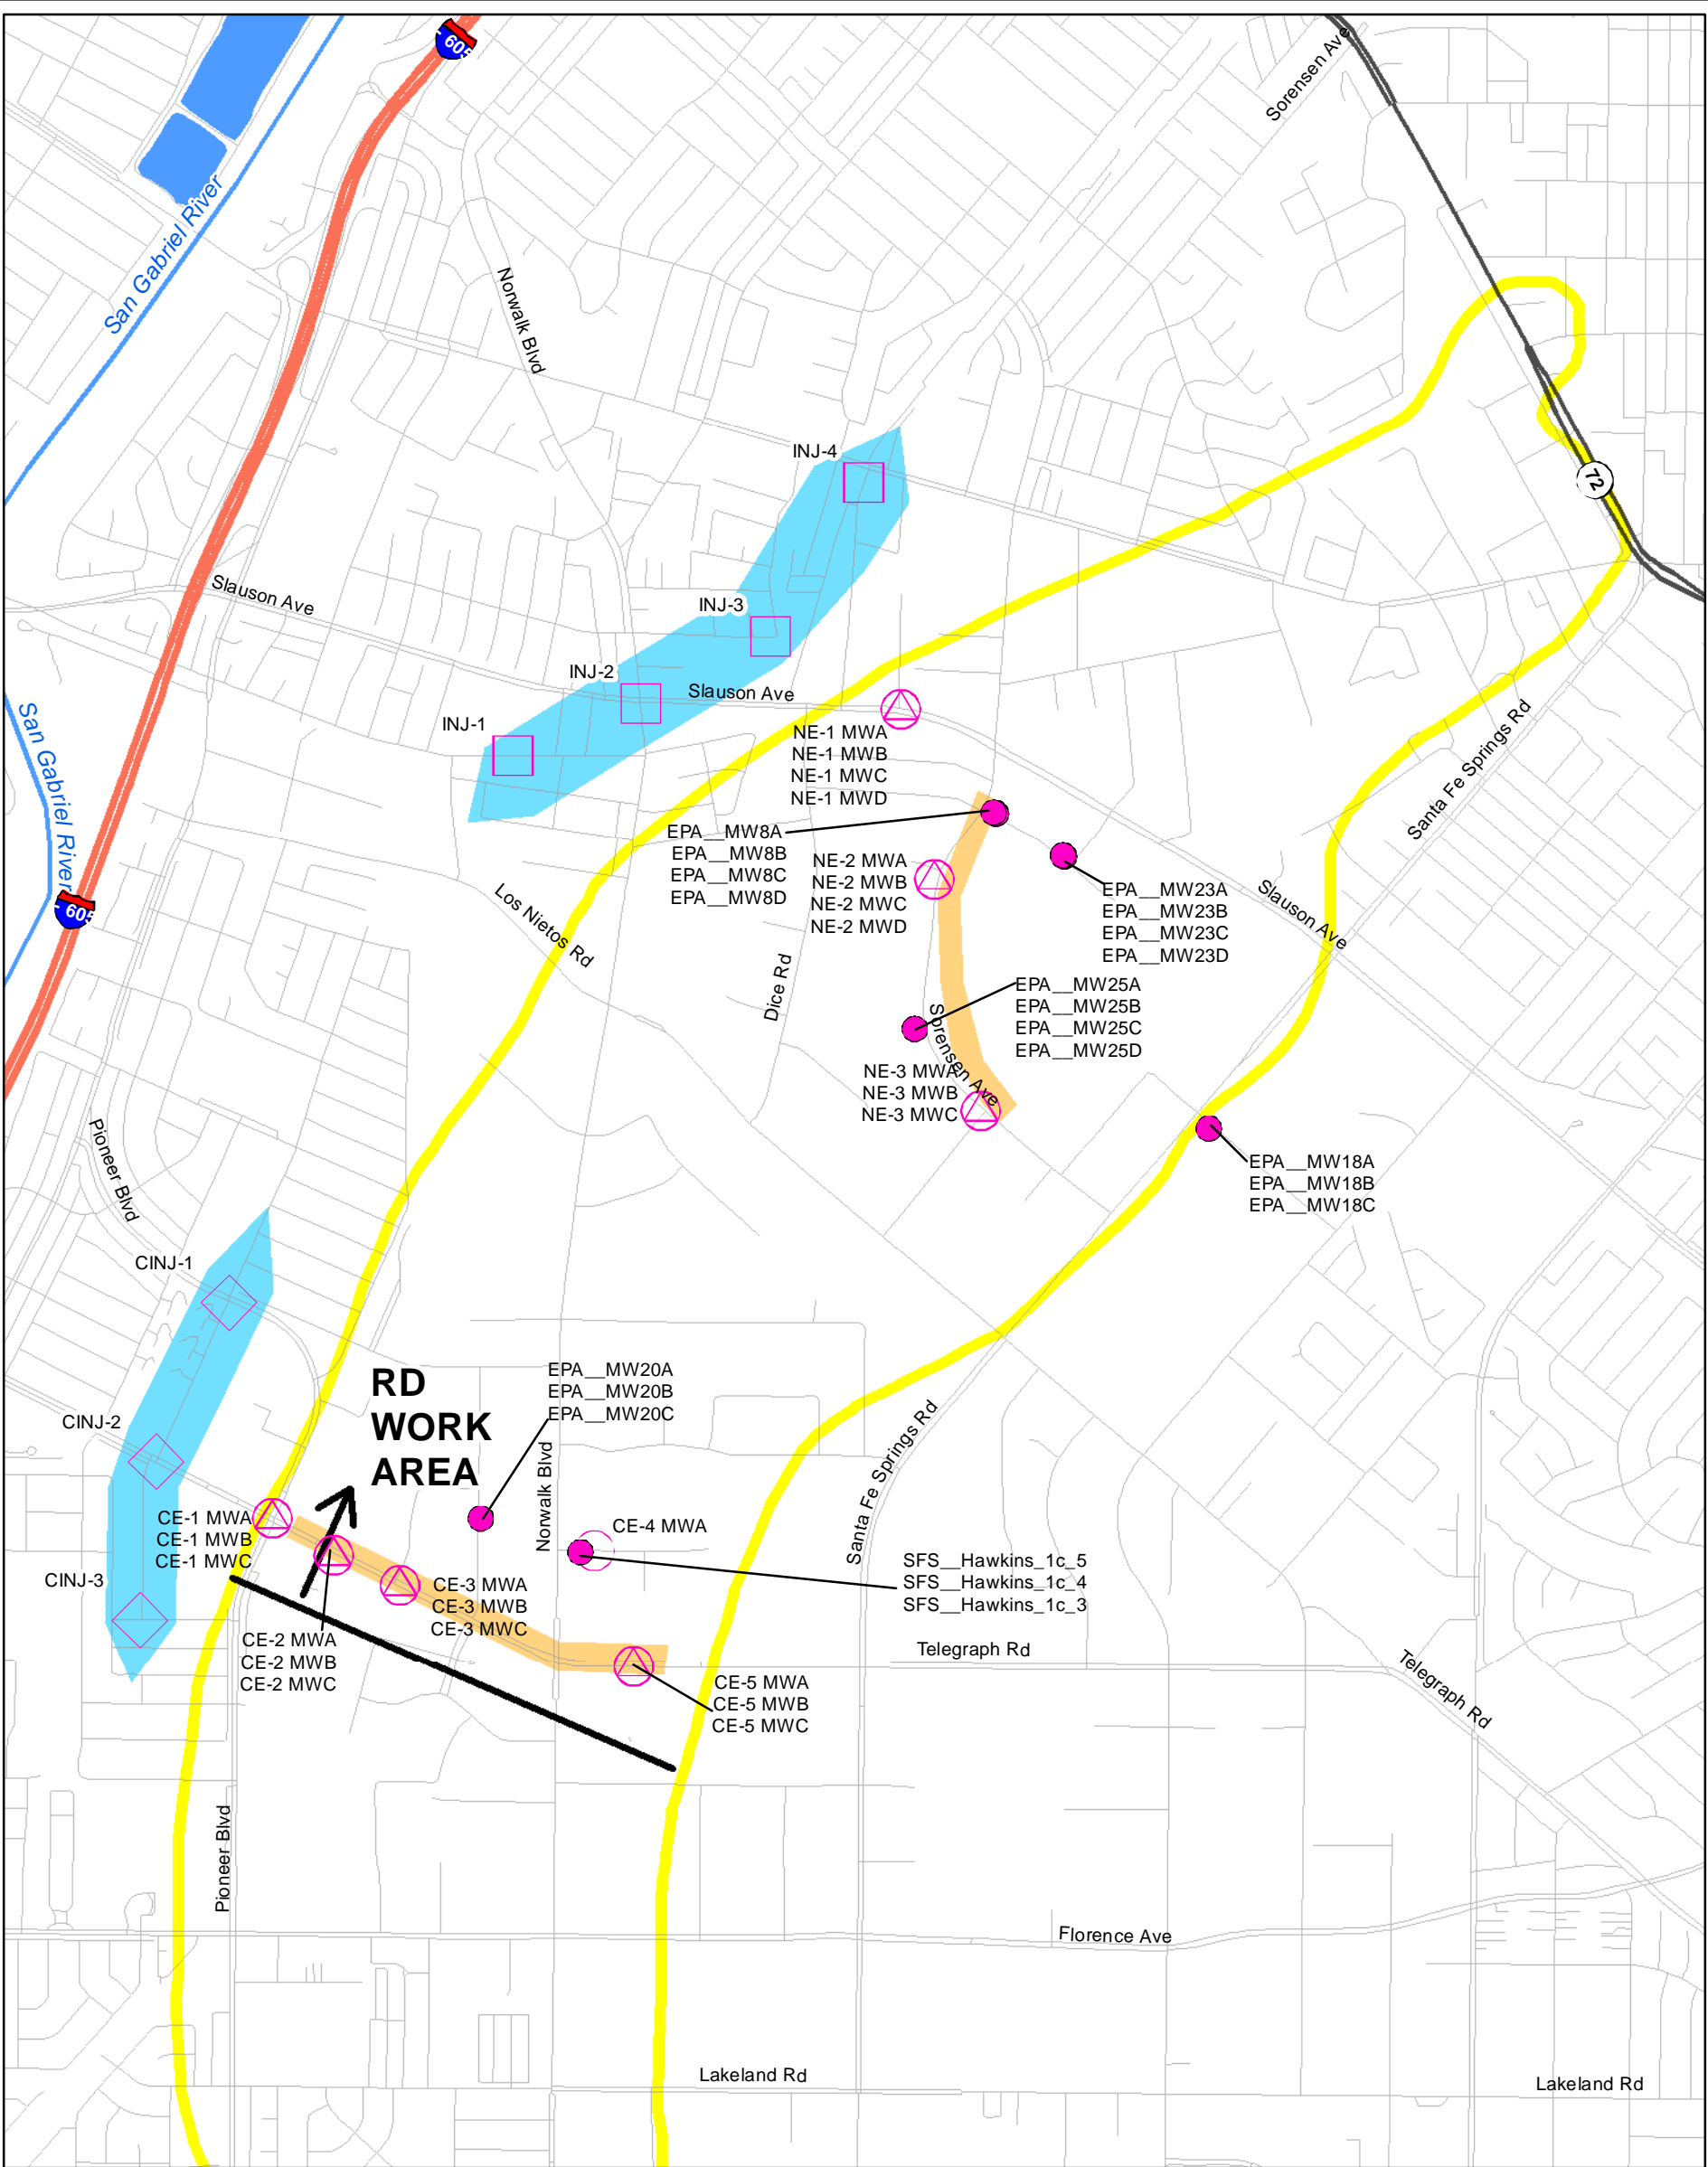 605
Sorensen Ave
San Gabriel River
Norwalk Blvd
INJ-4
72
Slauson Ave
INJ-3
INJ-2
Slauson Ave
INJ-1
San Gabriel River
NE-1 MWA
NE-1 MWB
NE-1 MWC
NE-1 MWD
Santa Fe Springs Rd
EPA__MW8A
EPA__MW8B
EPA__MW8C
EPA__MW8D
NE-2 MWA
NE-2 MWB
NE-2 MWC
NE-2 MWD
EPA__MW23A
EPA__MW23B
EPA__MW23C
EPA__MW23D
Slauson Ave
605
Los Nietos Rd
Dice Rd
EPA__MW25A
EPA__MW25B
EPA__MW25C
EPA__MW25D
Sorensen Ave
NE-3 MWA
NE-3 MWB
NE-3 MWC
Pioneer Blvd
EPA__MW18A
EPA__MW18B
EPA__MW18C
CINJ-1
RD
WORK
AREA
EPA__MW20A
EPA__MW20B
EPA__MW20C
CINJ-2
Norwalk Blvd
Santa Fe Springs Rd
CE-1 MWA
CE-1 MWB
CE-1 MWC
CE-4 MWA
SFS__Hawkins_1c_5
SFS__Hawkins_1c_4
SFS__Hawkins_1c_3
CINJ-3
CE-3 MWA
CE-3 MWB
CE-3 MWC
CE-2 MWA
CE-2 MWB
CE-2 MWC
Telegraph Rd
Telegraph Rd
CE-5 MWA
CE-5 MWB
CE-5 MWC
Pioneer Blvd
Florence Ave
Lakeland Rd
Lakeland Rd